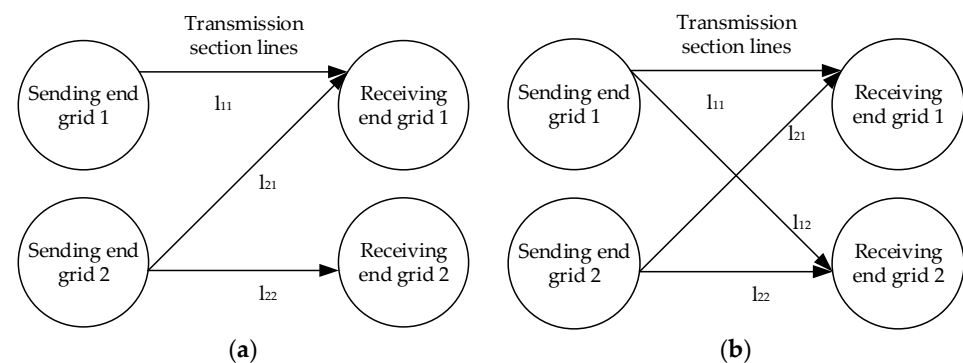 Transmission
section lines
Sending end
grid 1
l11
Receiving
end grid 1
l21
Sending end
grid 2
l22
Receiving
end grid 2
(a)
Transmission
section lines
Sending end
grid 1
l11
Receiving
end grid 1
l21
l12
Sending end
grid 2
l22
Receiving
end grid 2
(b)